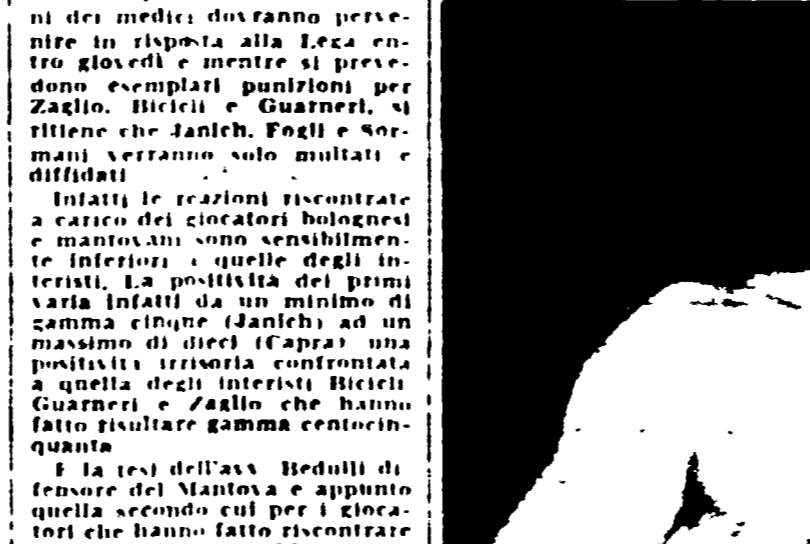 ni dei medici dovranno perve-
nire in risposta alla Lega en-
tro giovedì e mentre si preve-
dono esemplari punizioni per
Zaglio, Bicicli e Guarneri, si
ritiene che Janich, Fogli e Sor-
mani verranno solo multati e
diffidati
Infatti le reazioni riscontrate
a carico dei giocatori bolognesi
e mantovani sono sensibilmen-
te inferiori a quelle degli in-
teristi. La positività dei primi
varia infatti da un minimo di
gamma cinque (Janich) ad un
massimo di dieci (Capra) una
positività irrisoria confrontata
a quella degli interisti Bicicli
Guarneri e Zaglio che hanno
fatto risultare gamma centocin-
quanta
E la tesi dell'avv. Bedulli di-
fensore del Mantova e appunto
quella secondo cui per i gioca-
tori che hanno fatto riscontrare